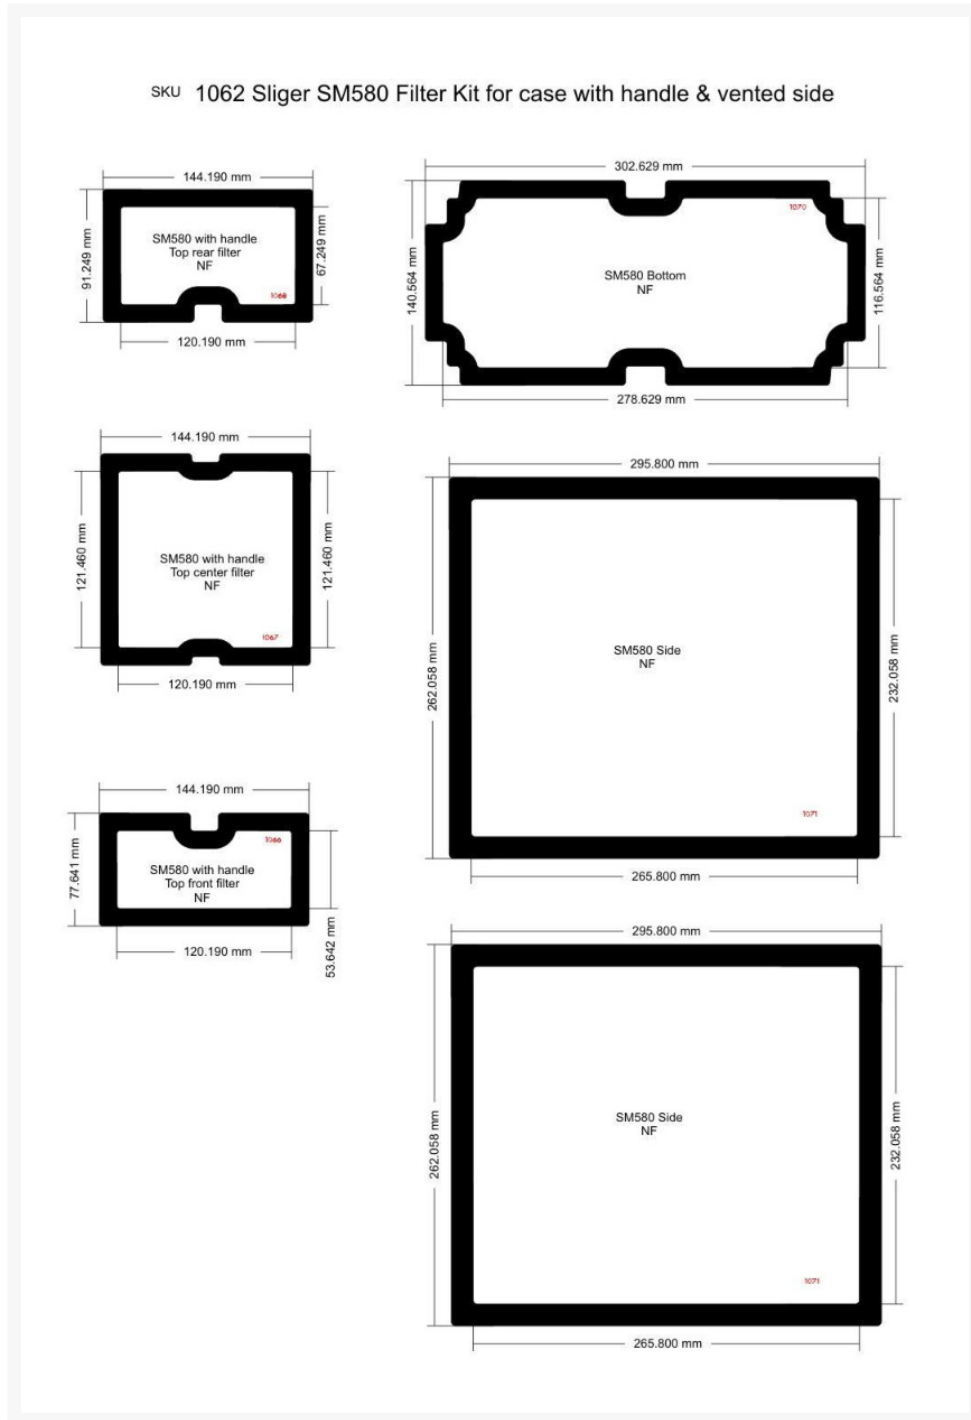 SKU 1062 Sliger SM580 Filter Kit for case with handle & vented side
144.190 mm
91.249 mm
67.249 mm
SM580 with handle
Top rear filter
NF
1068
120.190 mm
302.629 mm
140.564 mm
116.564 mm
1070
SM580 Bottom
NF
278.629 mm
144.190 mm
121.460 mm
121.460 mm
SM580 with handle
Top center filter
NF
1067
120.190 mm
295.800 mm
262.058 mm
232.058 mm
SM580 Side
NF
1071
265.800 mm
144.190 mm
77.641 mm
53.642 mm
1066
SM580 with handle
Top front filter
NF
120.190 mm
295.800 mm
262.058 mm
232.058 mm
SM580 Side
NF
1071
265.800 mm